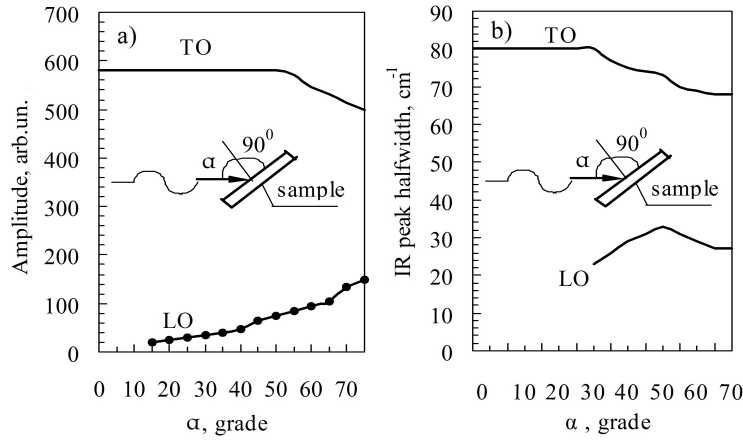 a)
TO
LO
α
90⁰
sample
700
600
500
400
300
200
100
0
0 10 20 30 40 50 60 70
Amplitude, arb.un.
α, grade
b)
TO
LO
α
90⁰
sample
90
80
70
60
50
40
30
20
10
0
0 10 20 30 40 50 60 70
IR peak halfwidth, cm⁻¹
α , grade